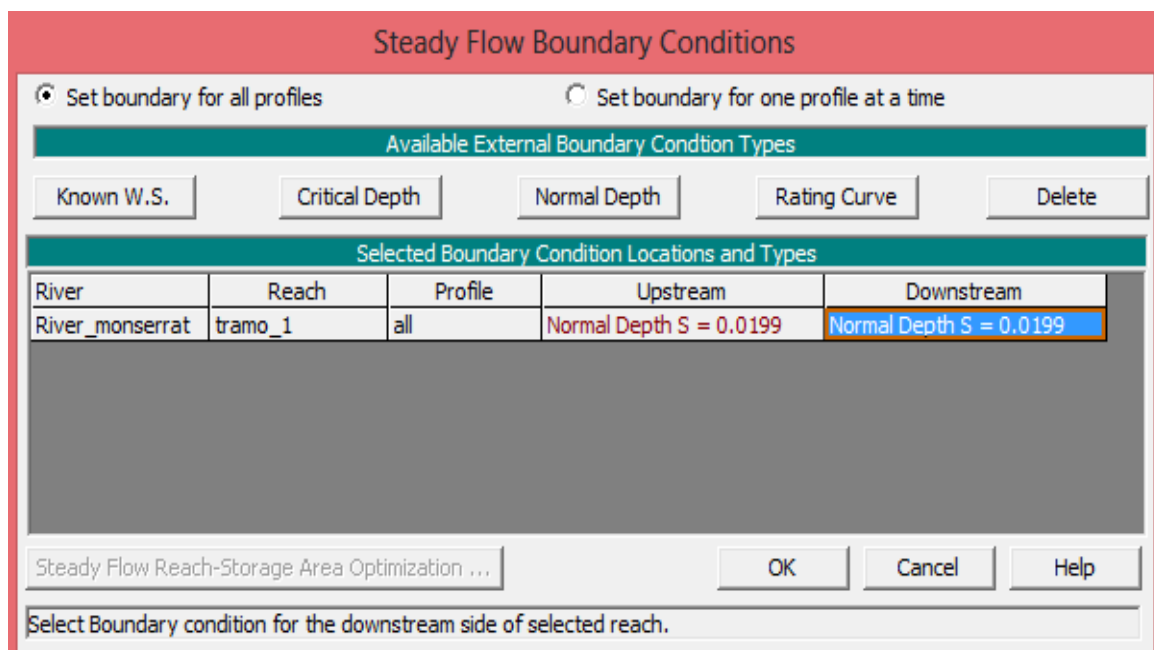 Steady Flow Boundary Conditions
Set boundary for all profiles Set boundary for one profile at a time
Available External Boundary Condtion Types
Known W.S. Critical Depth Normal Depth Rating Curve Delete
Selected Boundary Condition Locations and Types
River Reach Profile Upstream Downstream
River_monserrat tramo_1 all Normal Depth S = 0.0199 Normal Depth S = 0.0199
Steady Flow Reach-Storage Area Optimization ... OK Cancel Help
Select Boundary condition for the downstream side of selected reach.